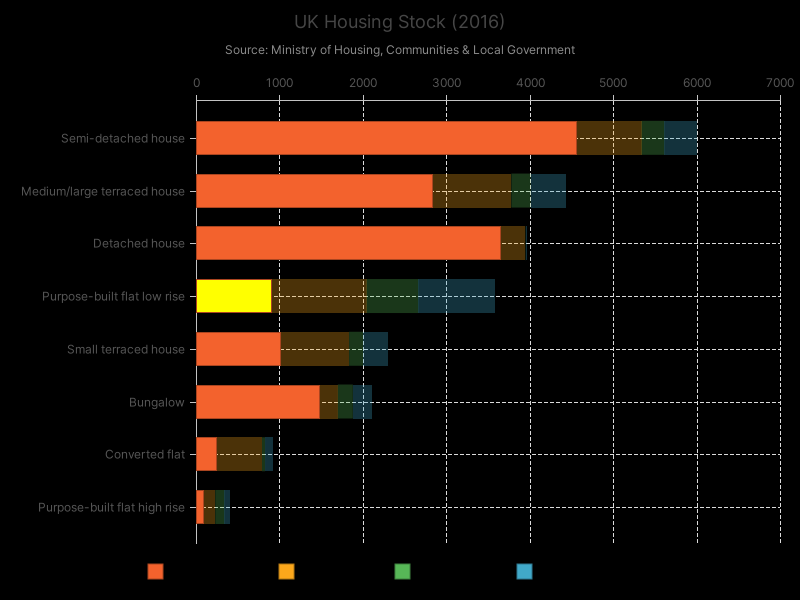 UK Housing Stock (2016)
Source: Ministry of Housing, Communities & Local Government
0 1000 2000 3000 4000 5000 6000 7000
Semi-detached house
Medium/large terraced house
Detached house
Purpose-built flat low rise
Small terraced house
Bungalow
Converted flat
Purpose-built flat high rise